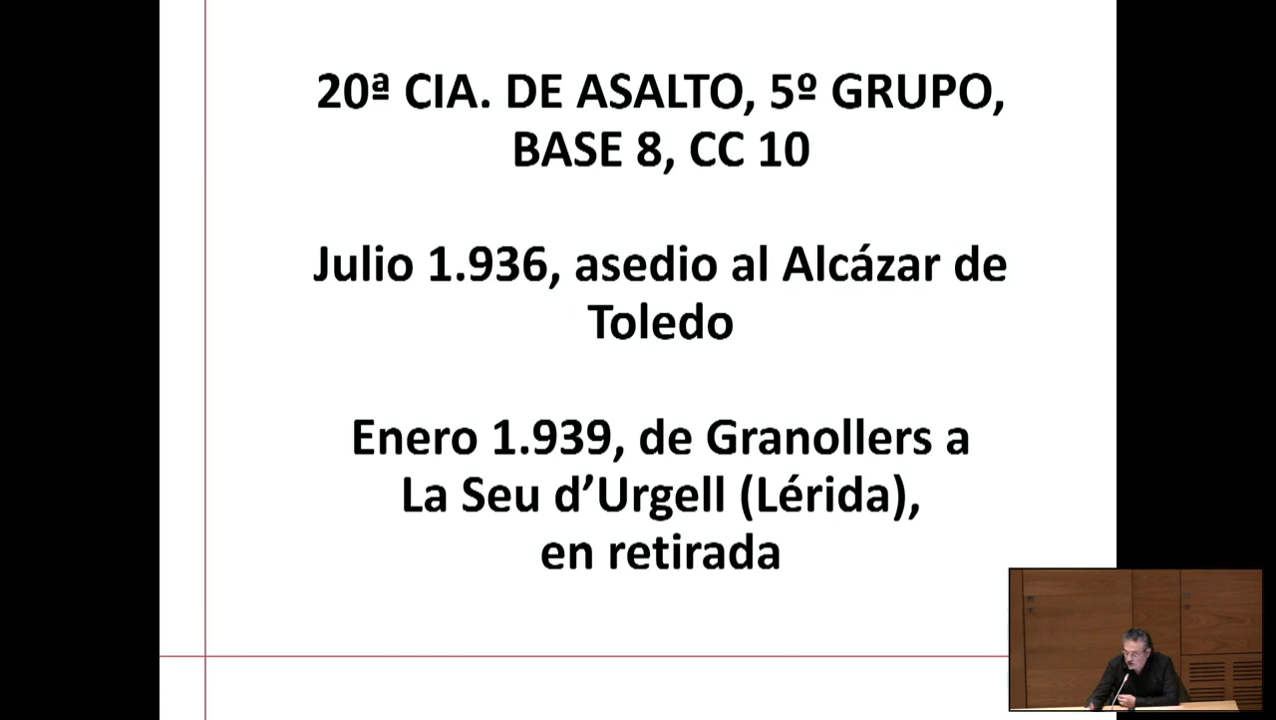 20ª CIA. DE ASALTO, 5º GRUPO,
BASE 8, CC 10
Julio 1.936, asedio al Alcázar de
Toledo
Enero 1.939, de Granollers a
La Seu d’Urgell (Lérida),
en retirada